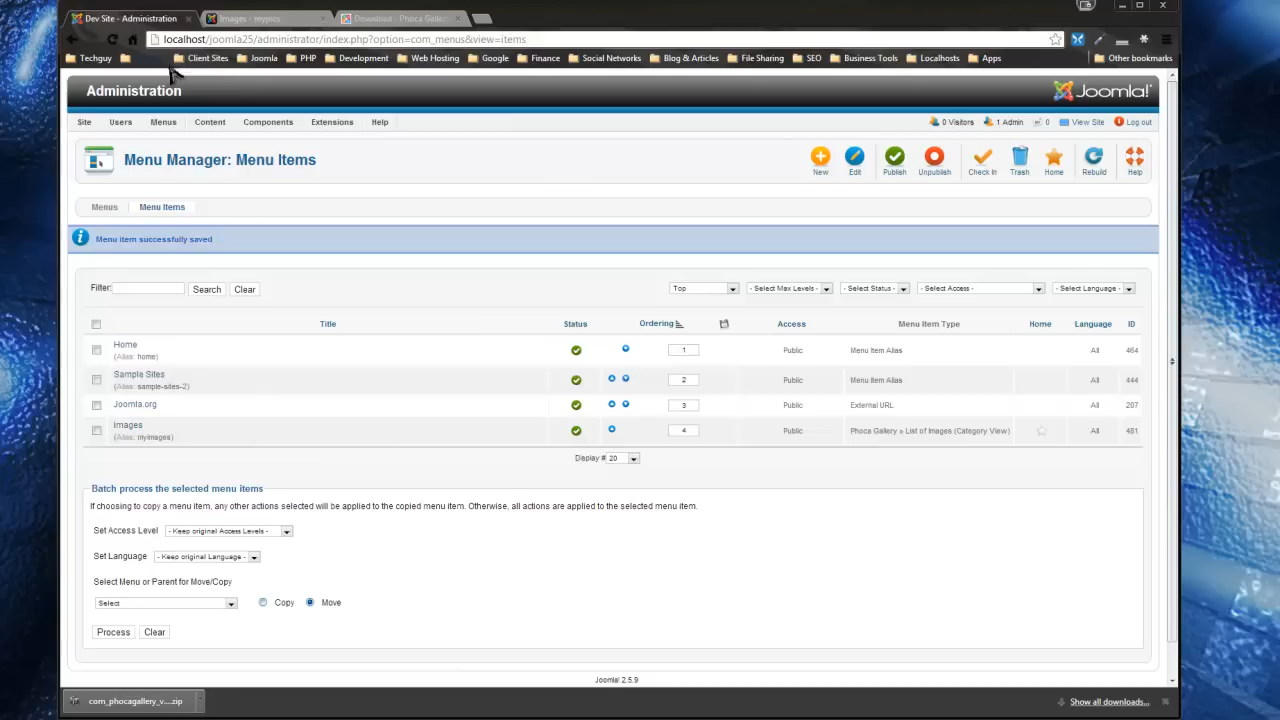 Dev Site - Administration
Images - mypics
Download - Phoca Galler
localhost/joomla25/administrator/index.php?option=com_menus&view=items
Techguy Client Sites Joomla PHP Development Web Hosting Google Finance Social Networks Blog & Articles File Sharing SEO Business Tools Localhosts Apps Other bookmarks
Administration Joomla!
Site Users Menus Content Components Extensions Help 0 Visitors 1 Admin 0 View Site Log out
Menu Manager: Menu Items
New Edit Publish Unpublish Check In Trash Home Rebuild Help
Menus Menu Items
Menu item successfully saved
Filter: Search Clear Top - Select Max Levels - - Select Status - - Select Access - - Select Language -
Title Status Ordering Access Menu Item Type Home Language ID
Home 1 Public Menu Item Alias All 464
(Alias: home)
Sample Sites 2 Public Menu Item Alias All 444
(Alias: sample-sites-2)
Joomla.org 3 Public External URL All 207
Images 4 Public Phoca Gallery » List of Images (Category View) All 481
(Alias: myimages)
Display # 20
Batch process the selected menu items
If choosing to copy a menu item, any other actions selected will be applied to the copied menu item. Otherwise, all actions are applied to the selected menu item.
Set Access Level - Keep original Access Levels -
Set Language - Keep original Language -
Select Menu or Parent for Move/Copy
Select Copy Move
Process Clear
Joomla! 2.5.9
com_phocagallery_v....zip Show all downloads...